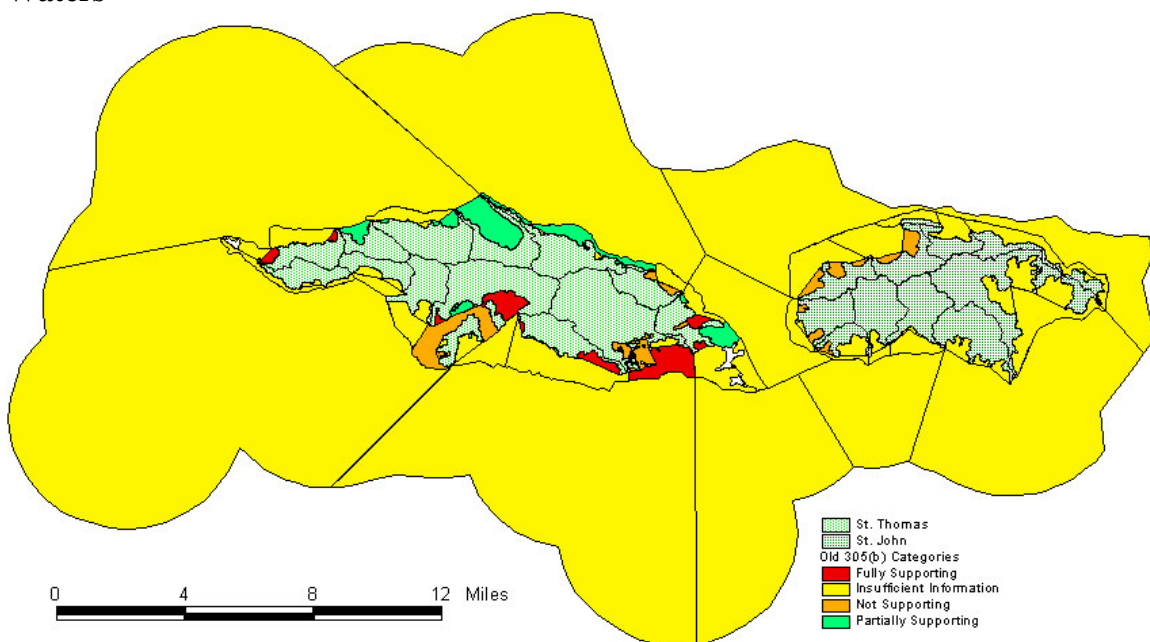 Waters
0 4 8 12 Miles
St. Thomas
St. John
Old 305(b) Categories
Fully Supporting
Insufficient Information
Not Supporting
Partially Supporting